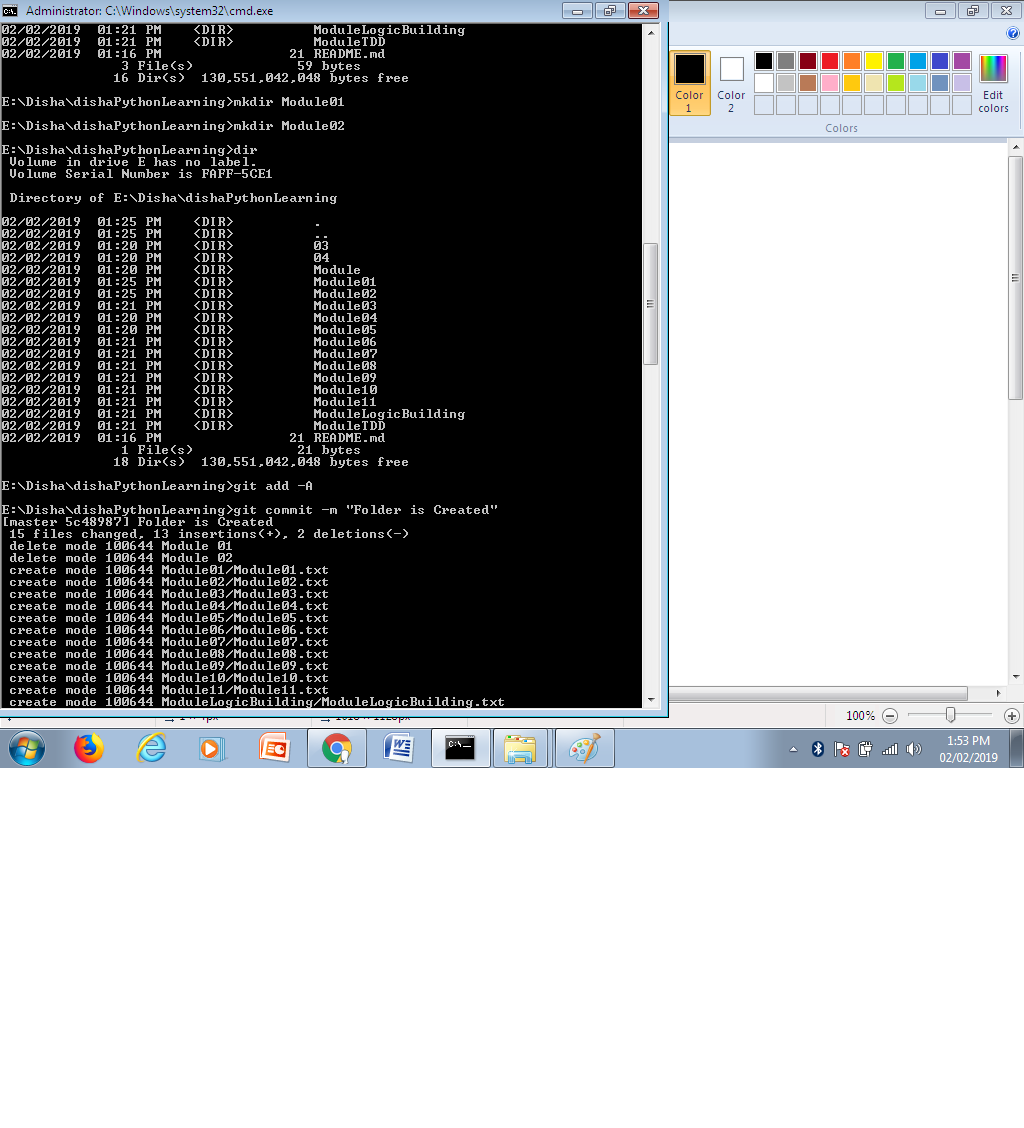 Administrator: C:\Windows\system32\cmd.exe
02/02/2019  01:21 PM    <DIR>          ModuleLogicBuilding
02/02/2019  01:21 PM    <DIR>          ModuleTDD
02/02/2019  01:16 PM                21 README.md
3 File(s)             59 bytes
16 Dir(s)  130,551,042,048 bytes free
E:\Disha\dishaPythonLearning>mkdir Module01
E:\Disha\dishaPythonLearning>mkdir Module02
E:\Disha\dishaPythonLearning>dir
Volume in drive E has no label.
Volume Serial Number is FAFF-5CE1
Directory of E:\Disha\dishaPythonLearning
02/02/2019  01:25 PM    <DIR>          .
02/02/2019  01:25 PM    <DIR>          ..
02/02/2019  01:20 PM    <DIR>          03
02/02/2019  01:20 PM    <DIR>          04
02/02/2019  01:20 PM    <DIR>          Module
02/02/2019  01:25 PM    <DIR>          Module01
02/02/2019  01:25 PM    <DIR>          Module02
02/02/2019  01:21 PM    <DIR>          Module03
02/02/2019  01:20 PM    <DIR>          Module04
02/02/2019  01:20 PM    <DIR>          Module05
02/02/2019  01:21 PM    <DIR>          Module06
02/02/2019  01:21 PM    <DIR>          Module07
02/02/2019  01:21 PM    <DIR>          Module08
02/02/2019  01:21 PM    <DIR>          Module09
02/02/2019  01:21 PM    <DIR>          Module10
02/02/2019  01:21 PM    <DIR>          Module11
02/02/2019  01:21 PM    <DIR>          ModuleLogicBuilding
02/02/2019  01:21 PM    <DIR>          ModuleTDD
02/02/2019  01:16 PM                21 README.md
1 File(s)             21 bytes
18 Dir(s)  130,551,042,048 bytes free
E:\Disha\dishaPythonLearning>git add -A
E:\Disha\dishaPythonLearning>git commit -m "Folder is Created"
[master 5c48987] Folder is Created
15 files changed, 13 insertions(+), 2 deletions(-)
delete mode 100644 Module 01
delete mode 100644 Module 02
create mode 100644 Module01/Module01.txt
create mode 100644 Module02/Module02.txt
create mode 100644 Module03/Module03.txt
create mode 100644 Module04/Module04.txt
create mode 100644 Module05/Module05.txt
create mode 100644 Module06/Module06.txt
create mode 100644 Module07/Module07.txt
create mode 100644 Module08/Module08.txt
create mode 100644 Module09/Module09.txt
create mode 100644 Module10/Module10.txt
create mode 100644 Module11/Module11.txt
create mode 100644 ModuleLogicBuilding/ModuleLogicBuilding.txt
Color 1
Color 2
Edit colors
Colors
100%
1:53 PM
02/02/2019